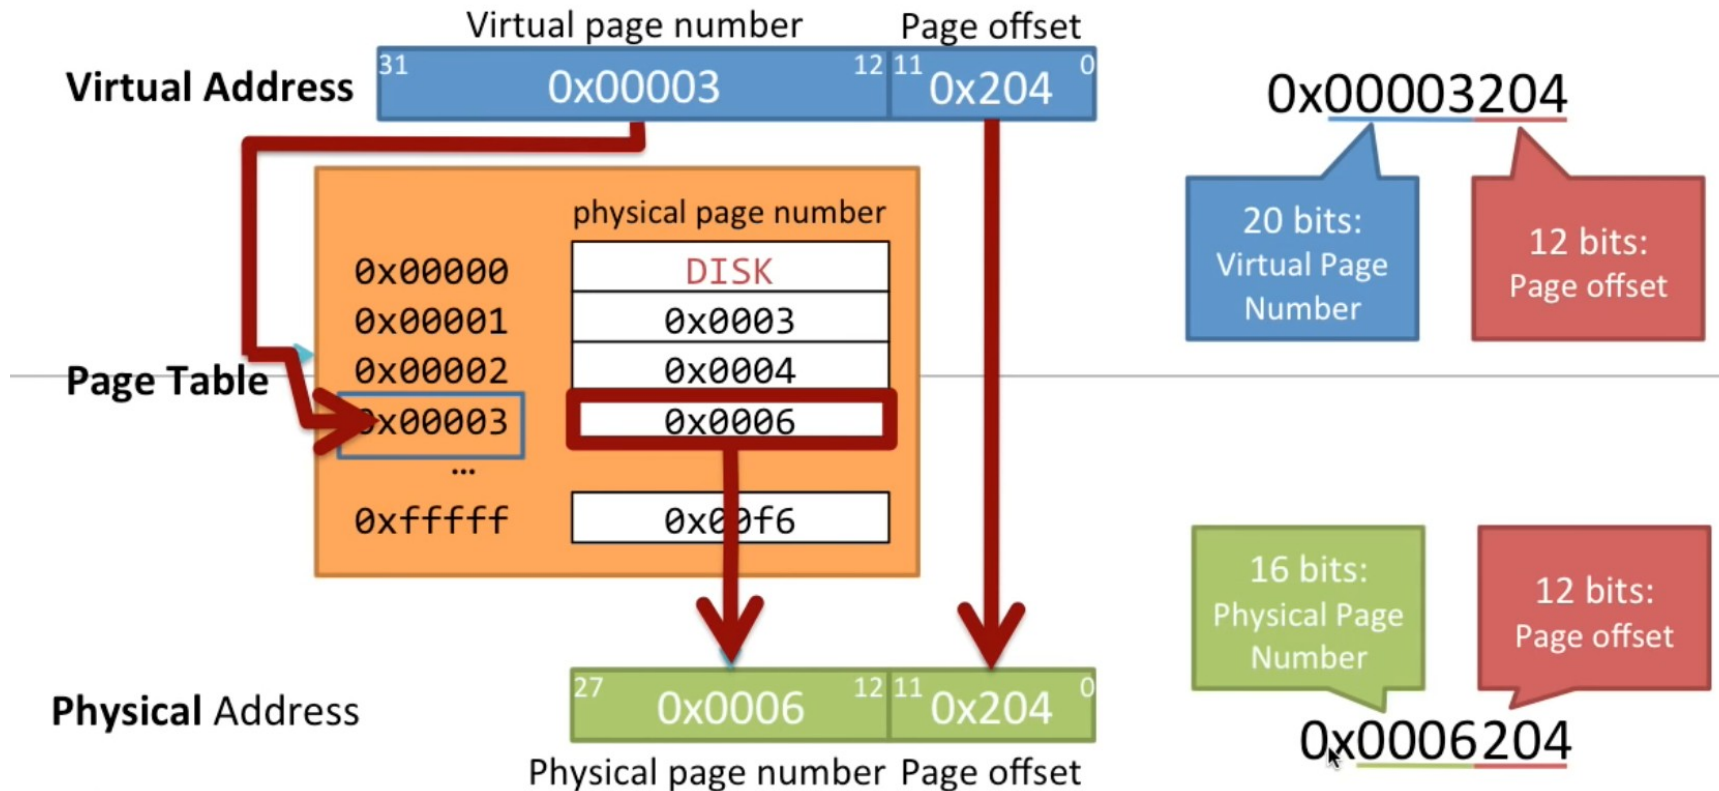 Virtual page number
Page offset
Virtual Address
31
0x00003
12
11
0x204
0
0x00003204
20 bits:
Virtual Page
Number
12 bits:
Page offset
physical page number
0x00000
DISK
0x00001
0x0003
0x00002
0x0004
Page Table
0x00003
0x0006
...
0xfffff
0x00f6
16 bits:
Physical Page
Number
12 bits:
Page offset
Physical Address
27
0x0006
12
11
0x204
0
0x0006204
Physical page number
Page offset